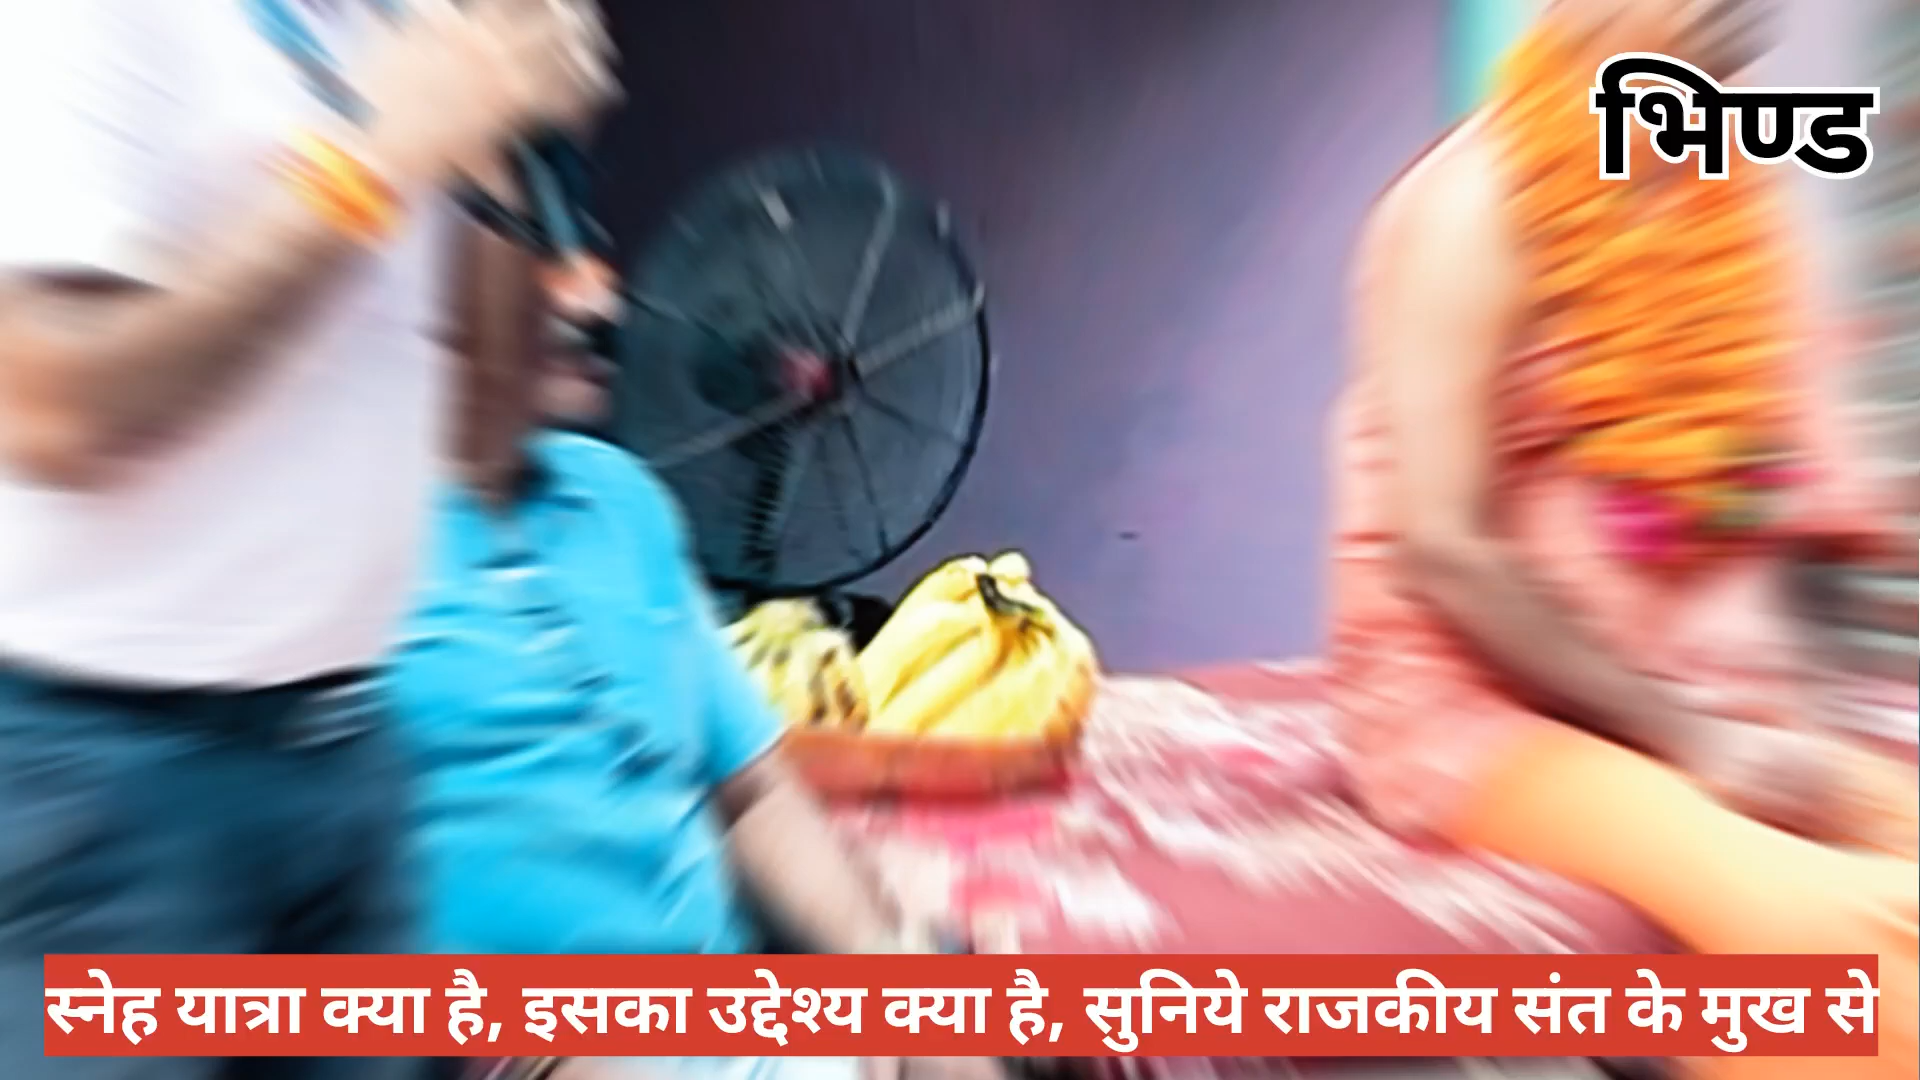 भिण्ड
स्नेह यात्रा क्या है, इसका उद्देश्य क्या है, सुनिये राजकीय संत के मुख से